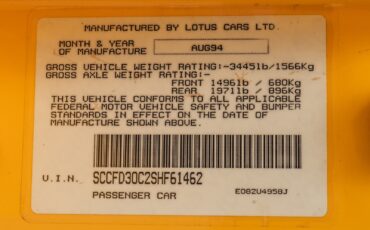 MANUFACTURED BY LOTUS CARS LTD.
MONTH & YEAR OF MANUFACTURE AUG94
GROSS VEHICLE WEIGHT RATING:-3445lb/1566Kg
GROSS AXLE WEIGHT RATING:-
FRONT 1496lb / 680Kg
REAR 1971lb / 896Kg
THIS VEHICLE CONFORMS TO ALL APPLICABLE
FEDERAL MOTOR VEHICLE SAFETY AND BUMPER
STANDARDS IN EFFECT ON THE DATE OF
MANUFACTURE SHOWN ABOVE.
V.I.N. SCCFD30C2SHF61462
PASSENGER CAR E082U4958J